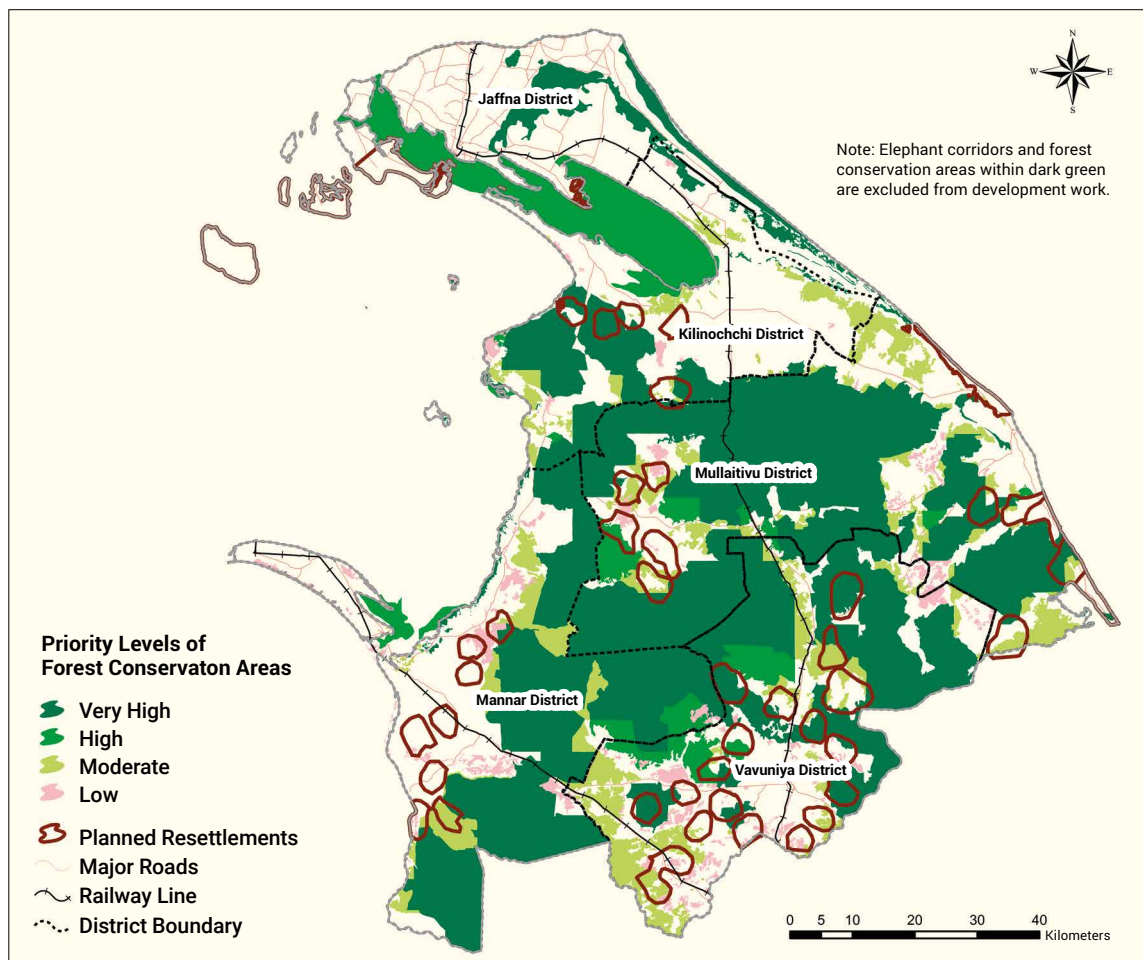 N
W
E
S
Jaffna District
Note: Elephant corridors and forest
conservation areas within dark green
are excluded from development work.
Kilinochchi District
Mullaitivu District
Mannar District
Vavuniya District
Priority Levels of
Forest Conservaton Areas
Very High
High
Moderate
Low
Planned Resettlements
Major Roads
Railway Line
District Boundary
0 5 10 20 30 40
Kilometers